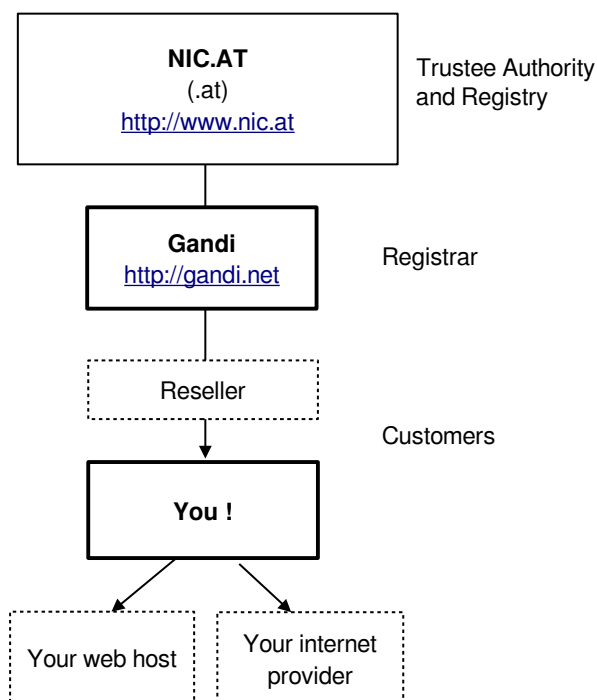 NIC.AT
(.at)
http://www.nic.at
Trustee Authority
and Registry
Gandi
http://gandi.net
Registrar
Reseller
Customers
You !
Your web host
Your internet
provider